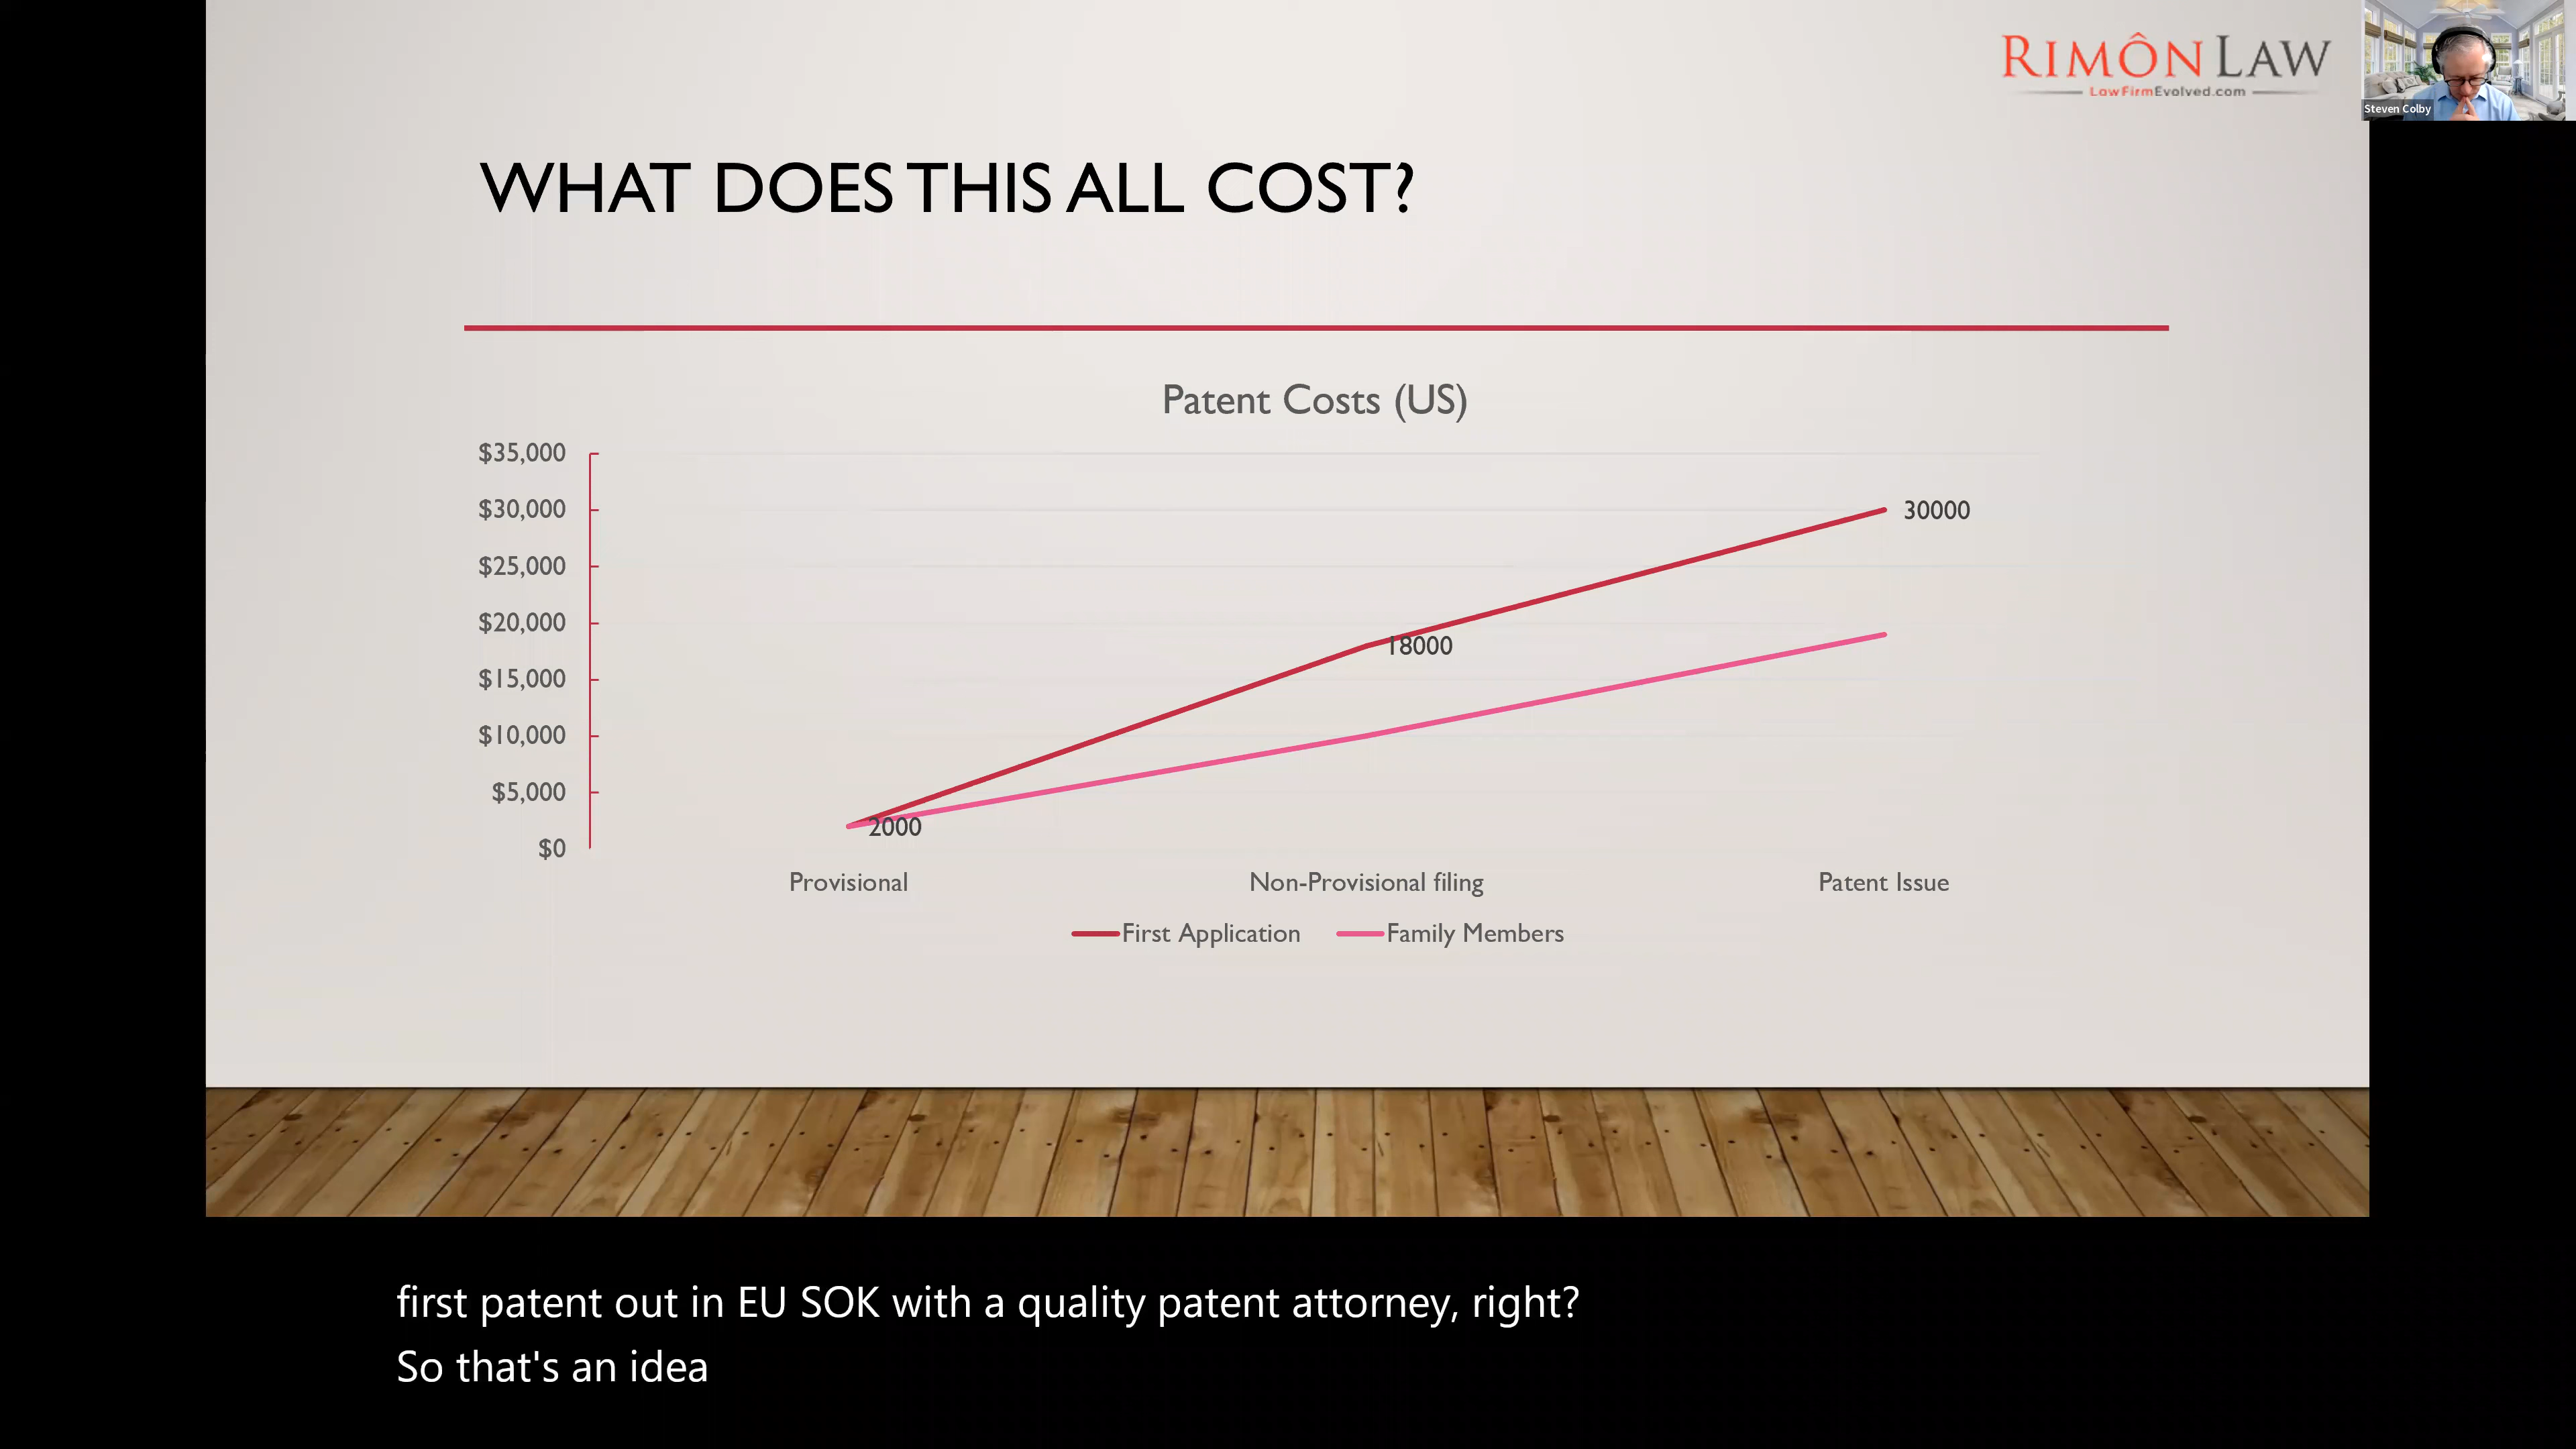 RIMÔN LAW
LawFirmEvolved.com
Steven Colby
WHAT DOES THIS ALL COST?
Patent Costs (US)
$35,000
$30,000
$25,000
$20,000
$15,000
$10,000
$5,000
$0
30000
18000
2000
Provisional
Non-Provisional filing
Patent Issue
First Application
Family Members
first patent out in EU SOK with a quality patent attorney, right?
So that's an idea